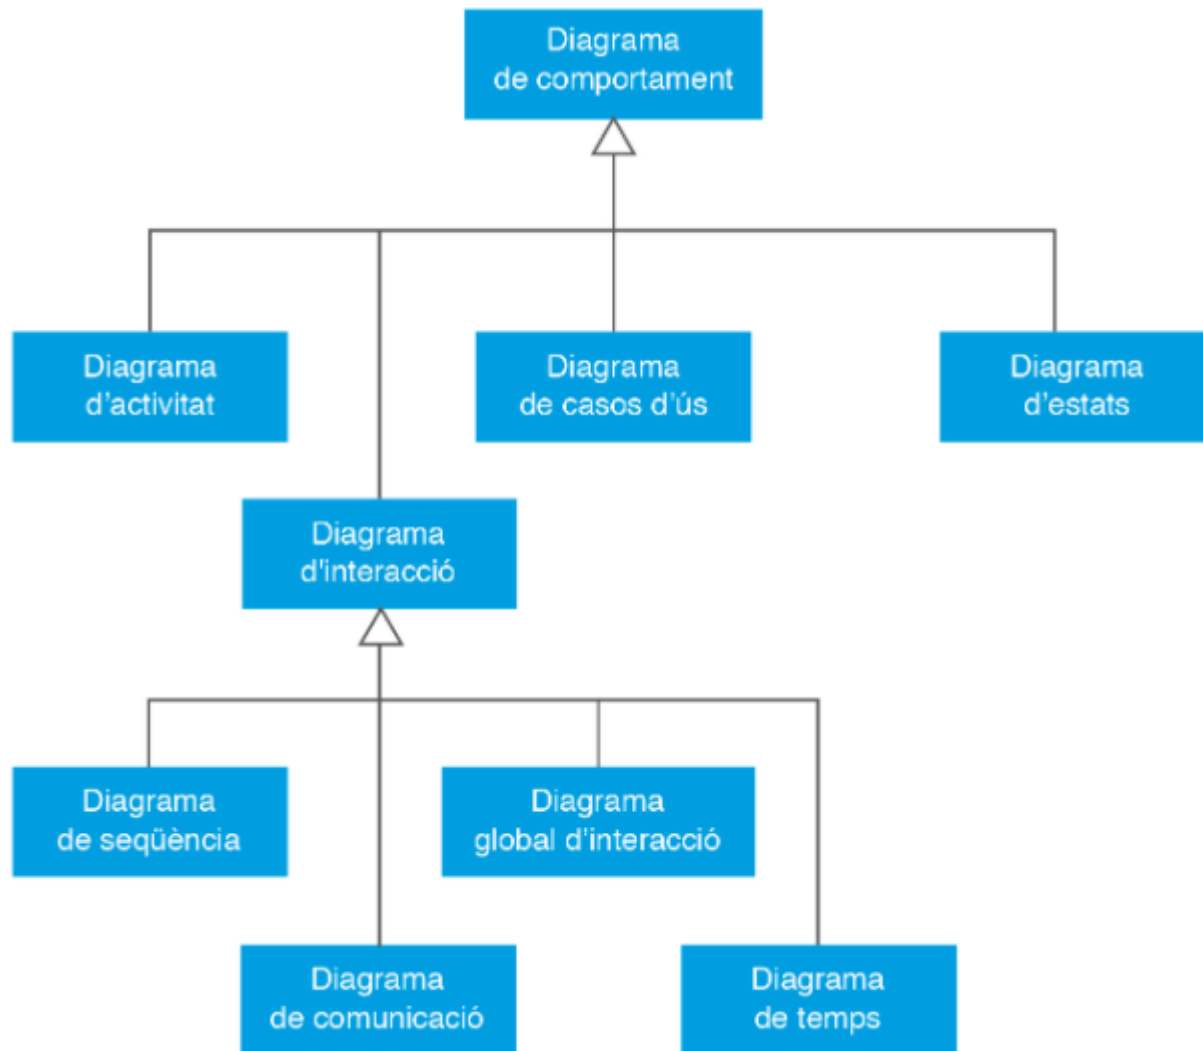 Diagrama
de comportament
Diagrama
d'activitat
Diagrama
de casos d'ús
Diagrama
d'estats
Diagrama
d'interacció
Diagrama
de seqüència
Diagrama
global d'interacció
Diagrama
de comunicació
Diagrama
de temps